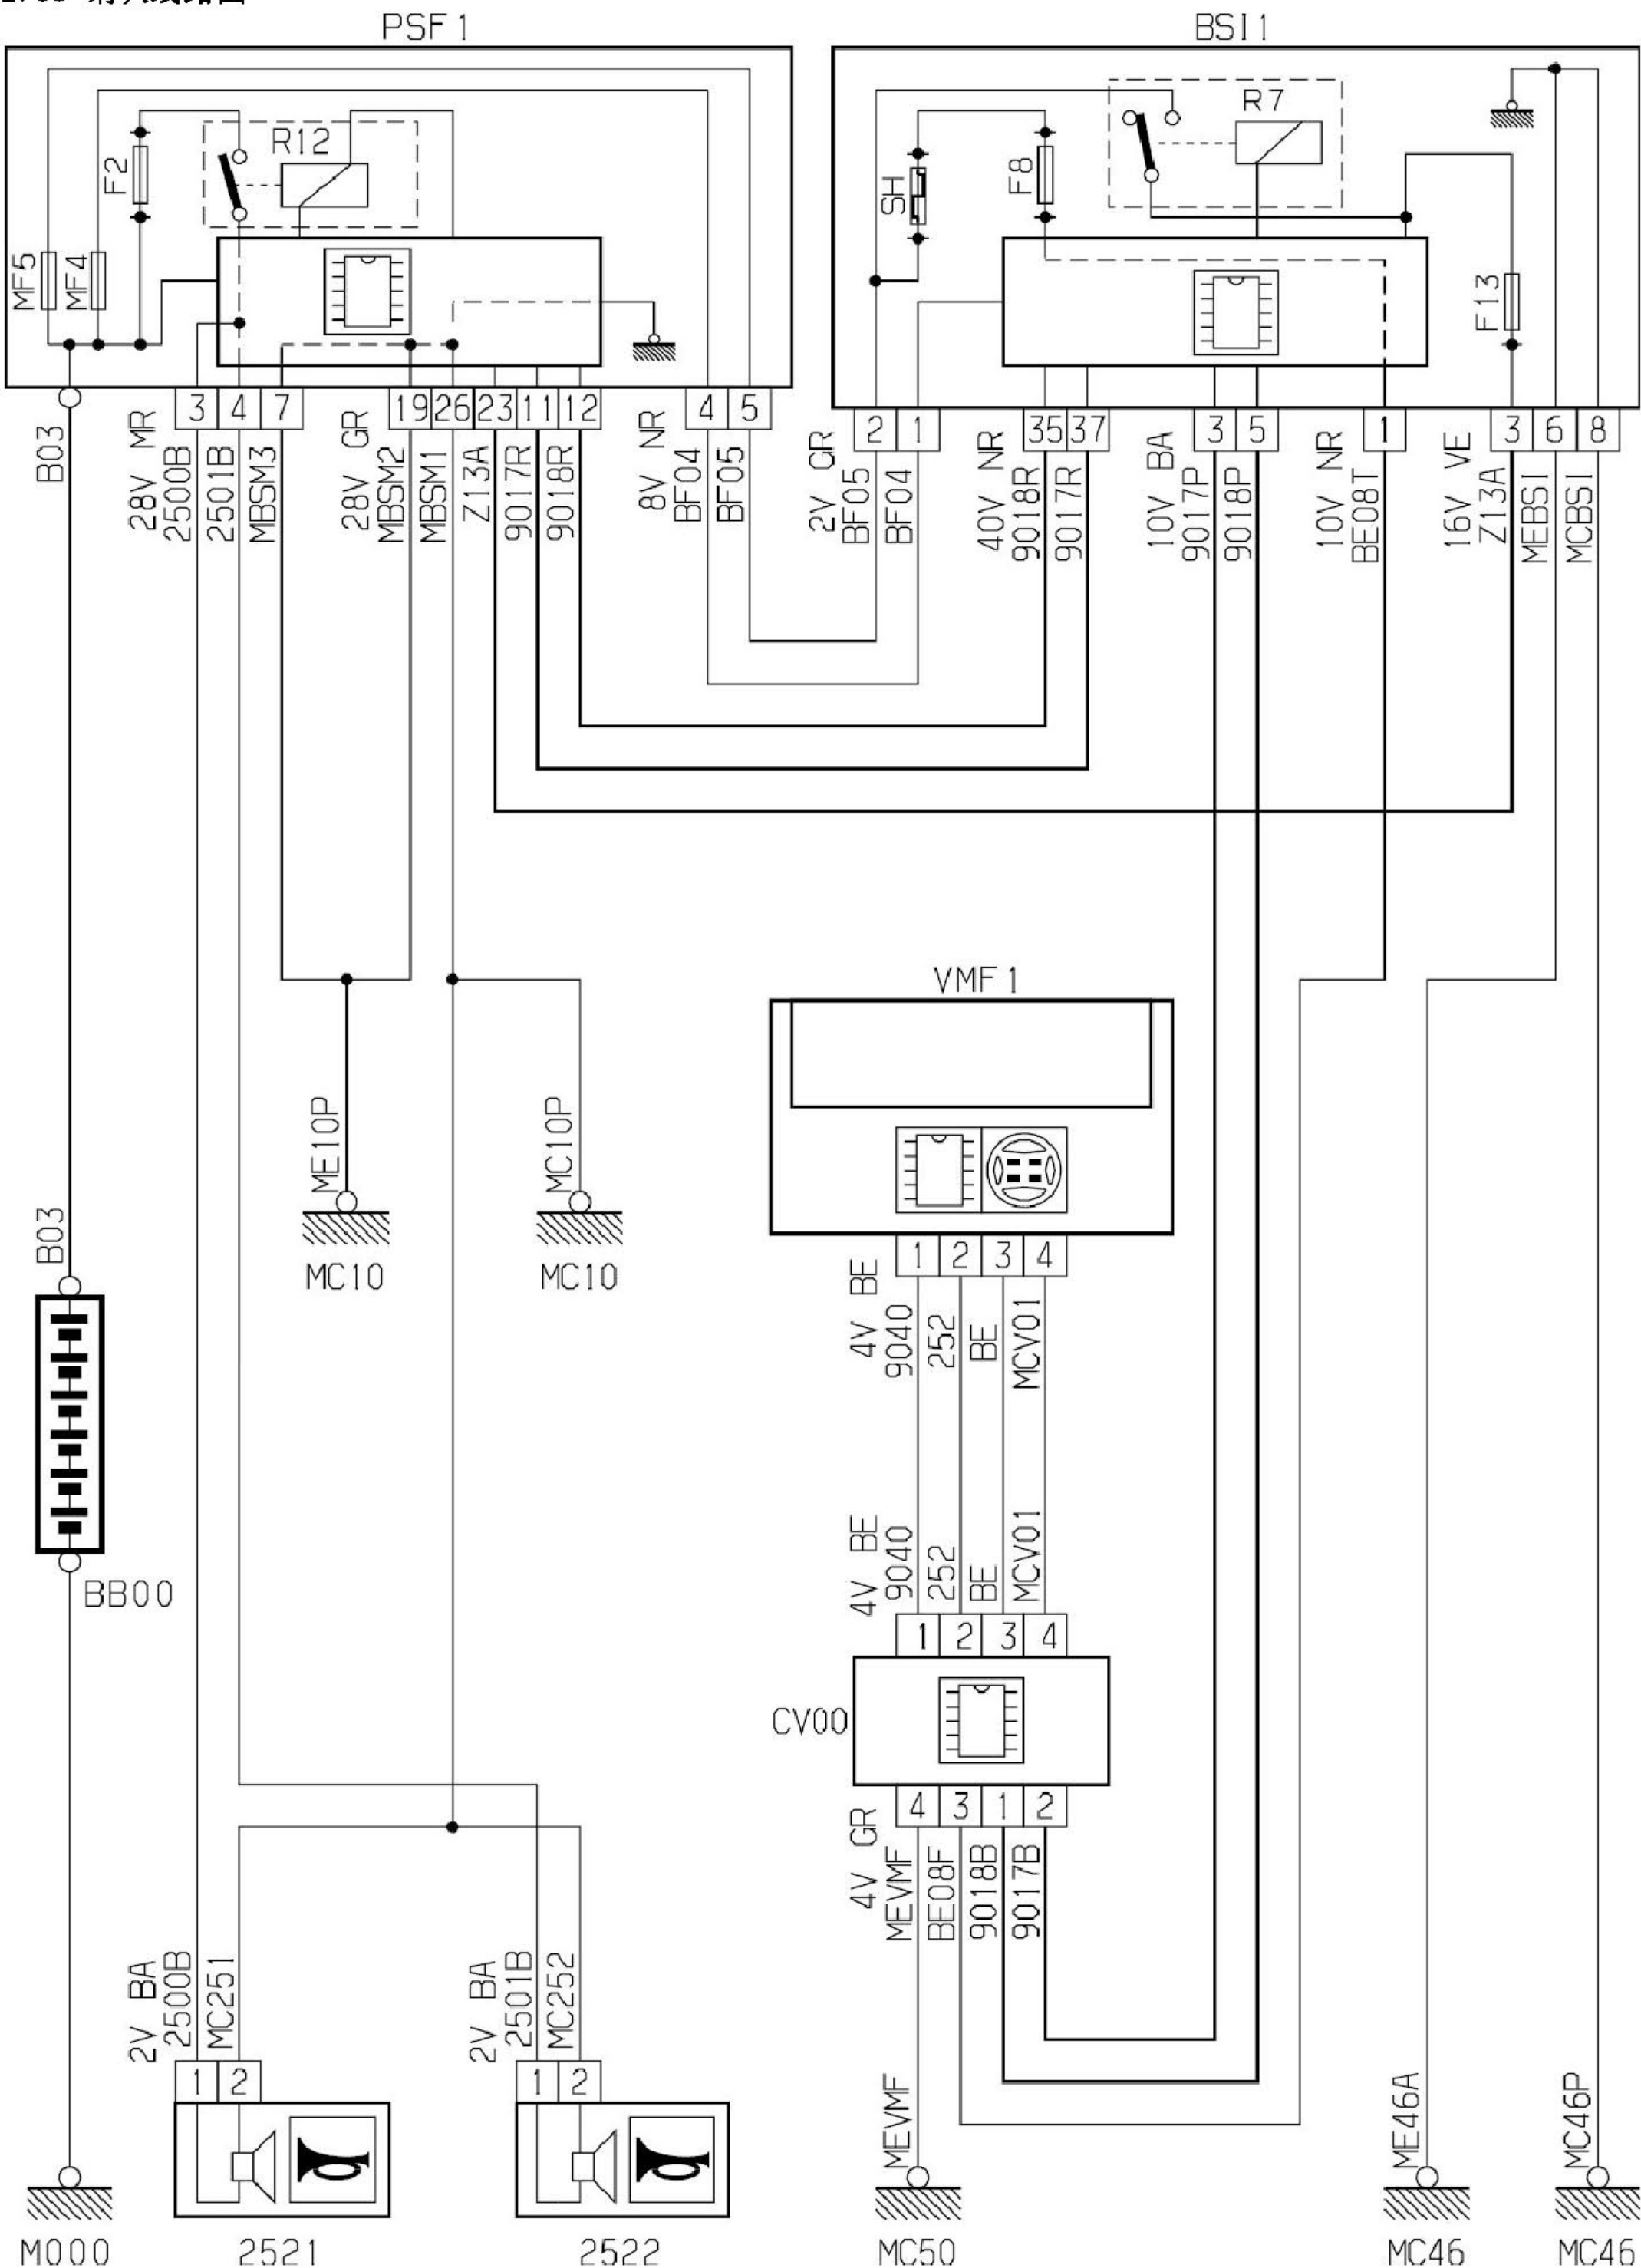 PSF1
BSI1
R7
R12
F2
SH
F8
MF5
MF4
F13
3 4 7
19 26 23 11 12
4 5
2 1
35 37
3 5
1
3 6 8
B03
28V MR
2500B
2501B
MBSM3
28V GR
MBSM2
MBSM1
Z13A
9017R
9018R
8V NR
BF04
BF05
2V GR
BF05
BF04
40V NR
9018R
9017R
10V BA
9017P
9018P
10V NR
BE08T
16V VE
Z13A
MEBSI
MCBSI
VMF1
ME10P
MC10P
B03
MC10
MC10
1 2 3 4
4V BE
9040
252
BE
MCV01
4V BE
9040
252
BE
MCV01
BB00
1 2 3 4
CV00
4 3 1 2
4V GR
MEVMF
BE08F
9018B
9017B
2V BA
2500B
MC251
2V BA
2501B
MC252
1 2
1 2
MEVMF
ME46A
MC46P
M000
2521
2522
MC50
MC46
MC46